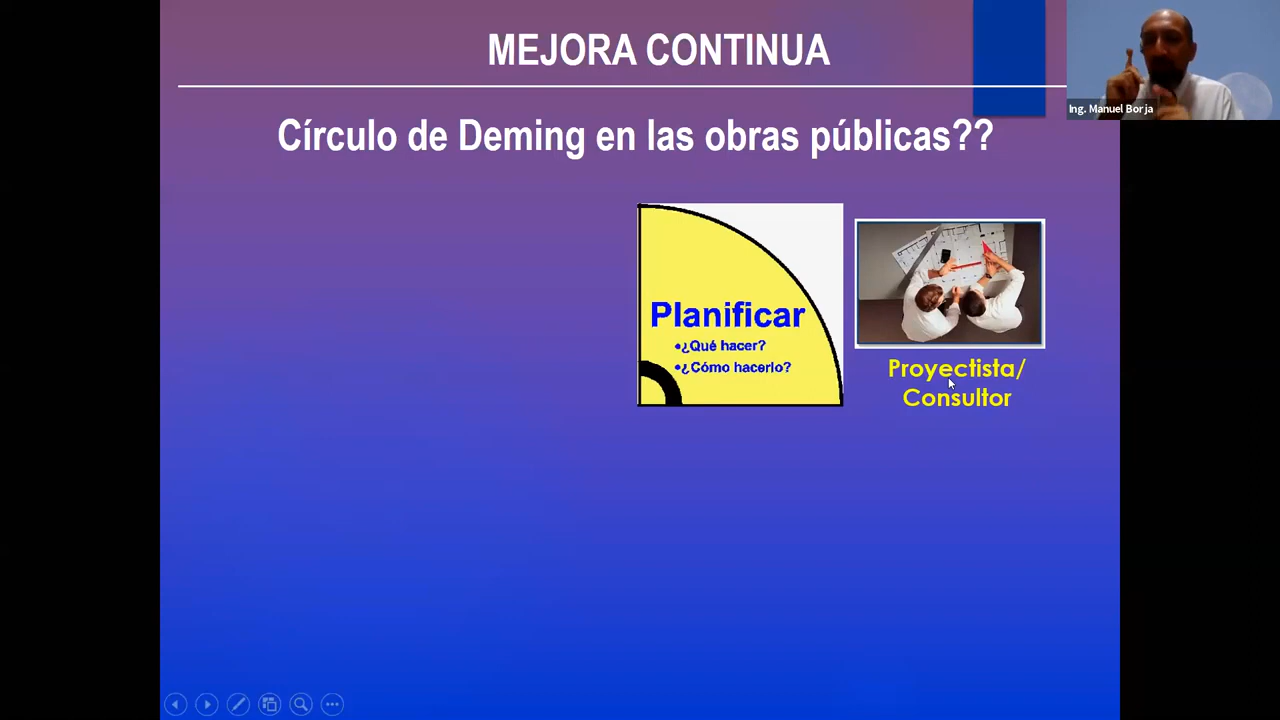 MEJORA CONTINUA
Ing. Manuel Borja
Círculo de Deming en las obras públicas??
Planificar
•¿Qué hacer?
•¿Cómo hacerlo?
Proyectista/
Consultor